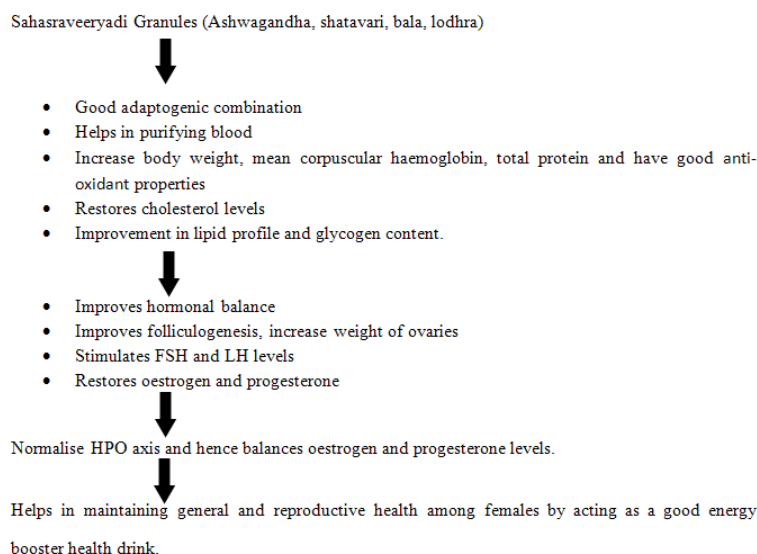 Sahasraveeryadi Granules (Ashwagandha, shatavari, bala, lodhra)
• Good adaptogenic combination
• Helps in purifying blood
• Increase body weight, mean corpuscular haemoglobin, total protein and have good anti-
oxidant properties
• Restores cholesterol levels
• Improvement in lipid profile and glycogen content.
• Improves hormonal balance
• Improves folliculogenesis, increase weight of ovaries
• Stimulates FSH and LH levels
• Restores oestrogen and progesterone
Normalise HPO axis and hence balances oestrogen and progesterone levels.
Helps in maintaining general and reproductive health among females by acting as a good energy
booster health drink.